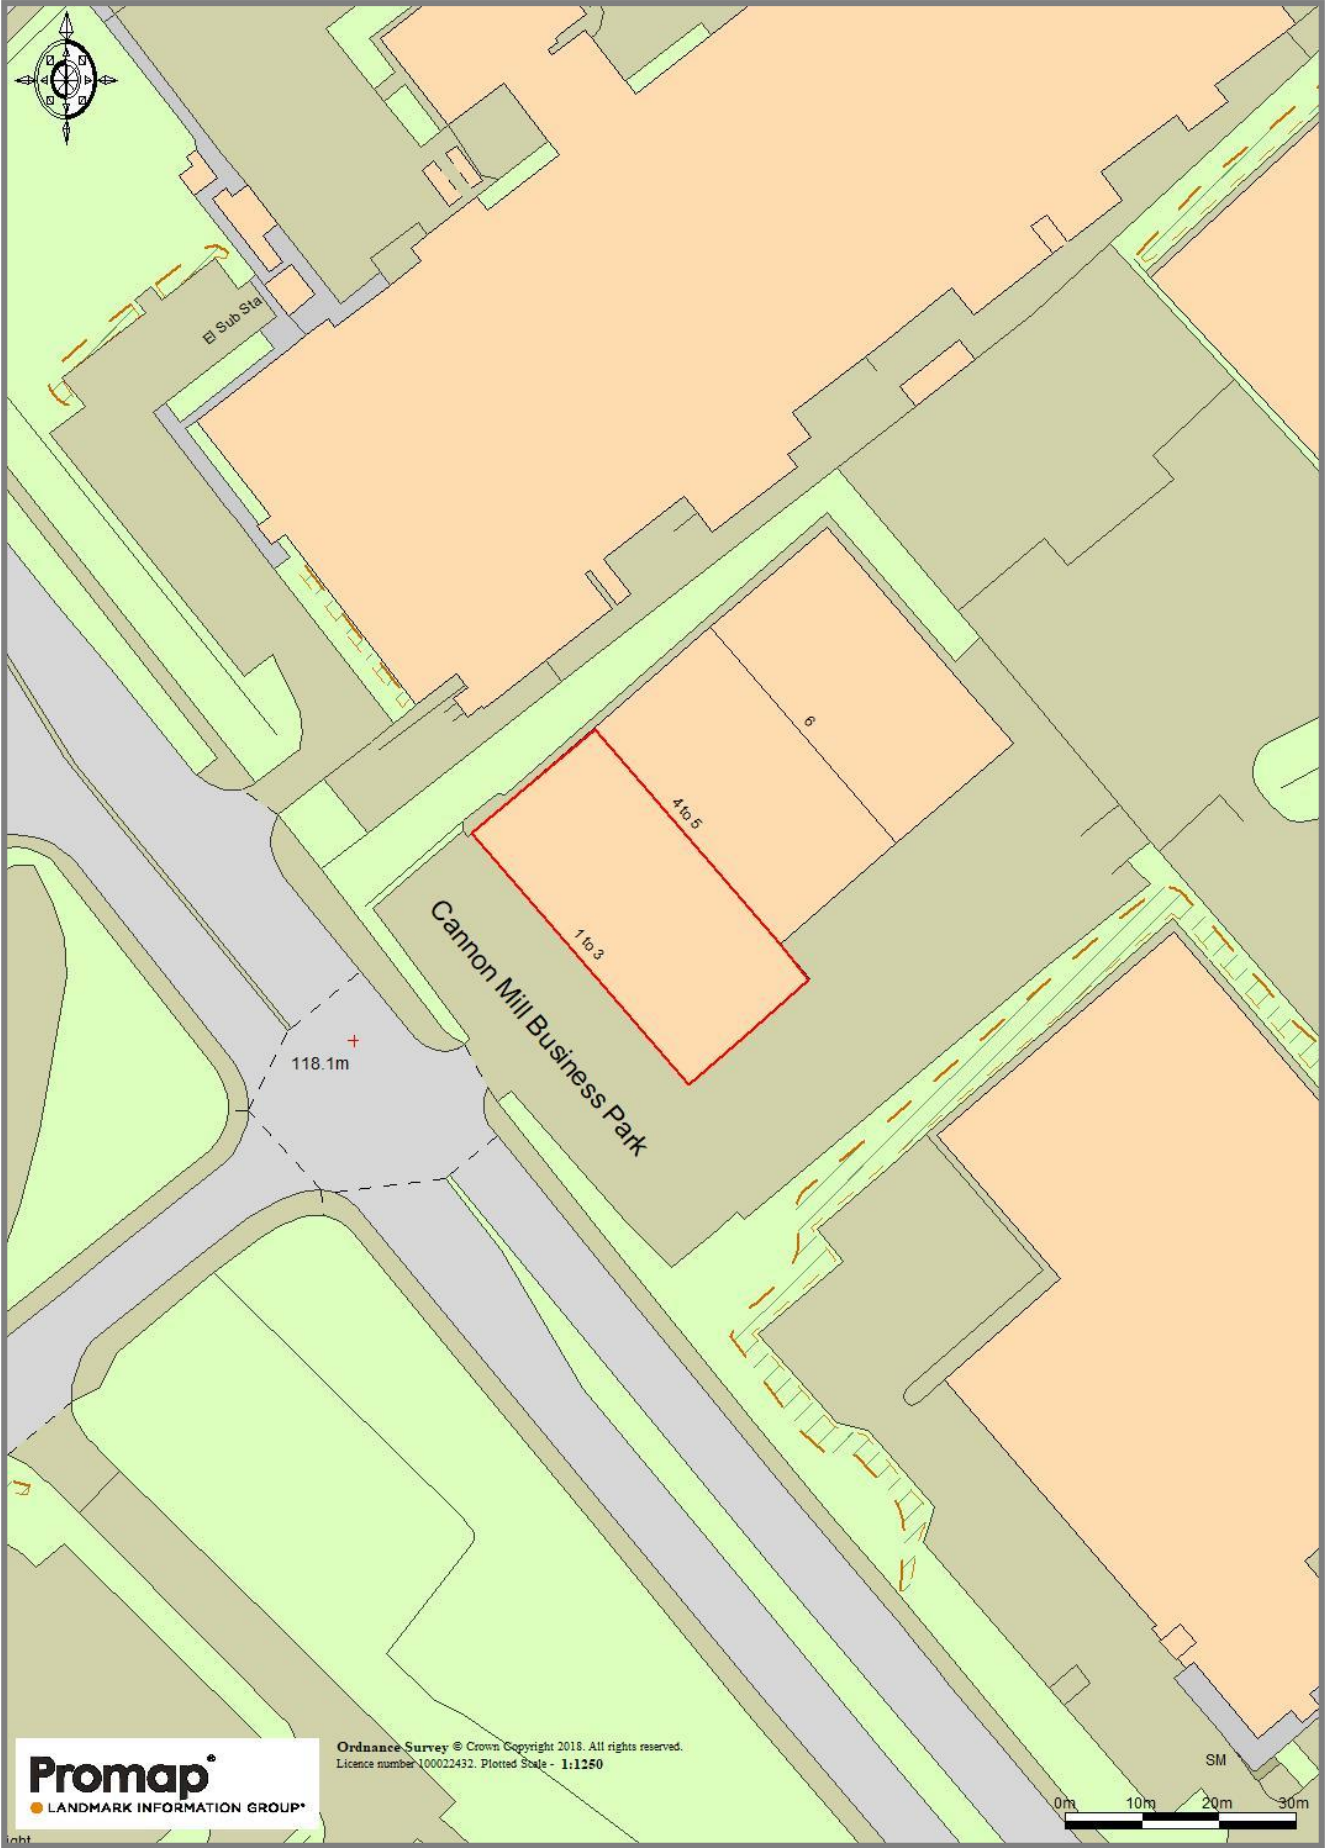 El Sub Sta
6
4 to 5
1 to 3
Cannon Mill Business Park
118.1m
Promap®
LANDMARK INFORMATION GROUP®
Ordnance Survey © Crown Copyright 2018. All rights reserved.
Licence number 100022432. Plotted Scale - 1:1250
SM
0m 10m 20m 30m